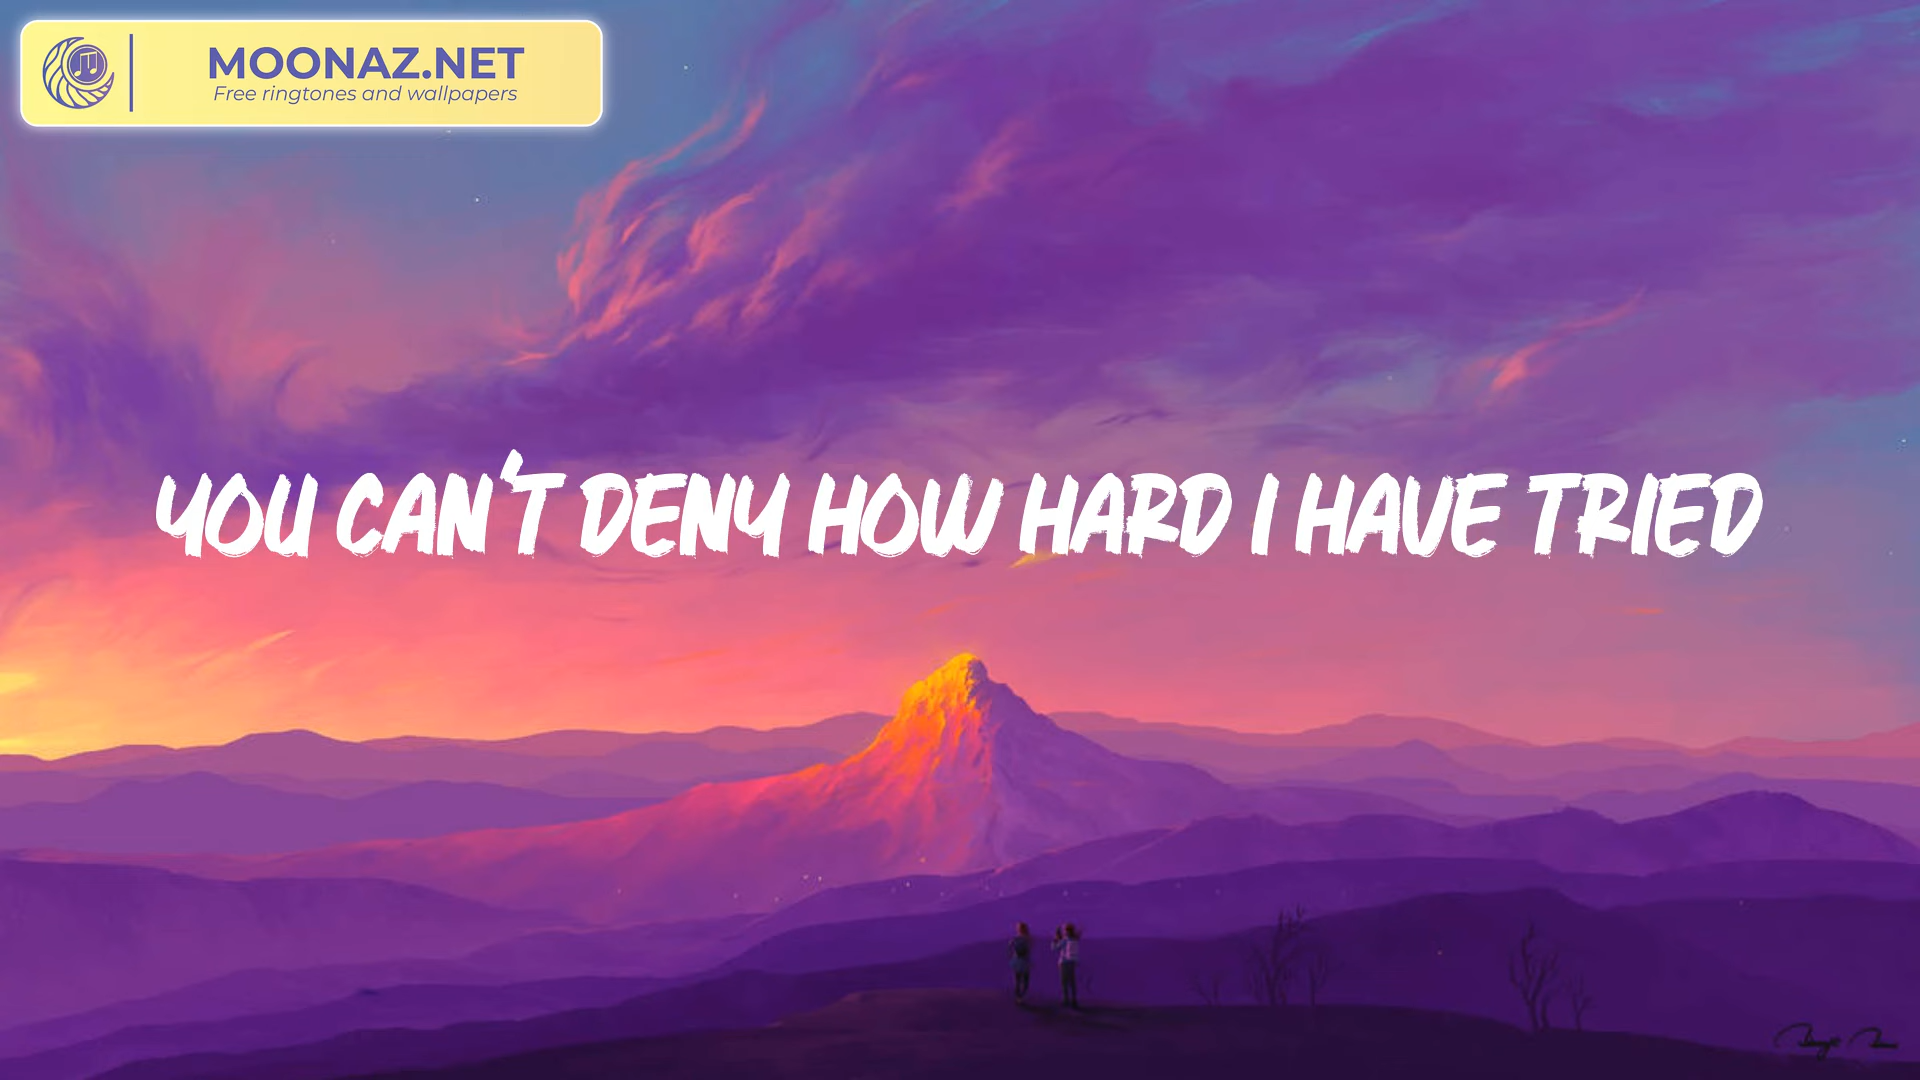 MOONAZ.NET
Free ringtones and wallpapers
YOU CAN'T DENY HOW HARD I HAVE TRIED